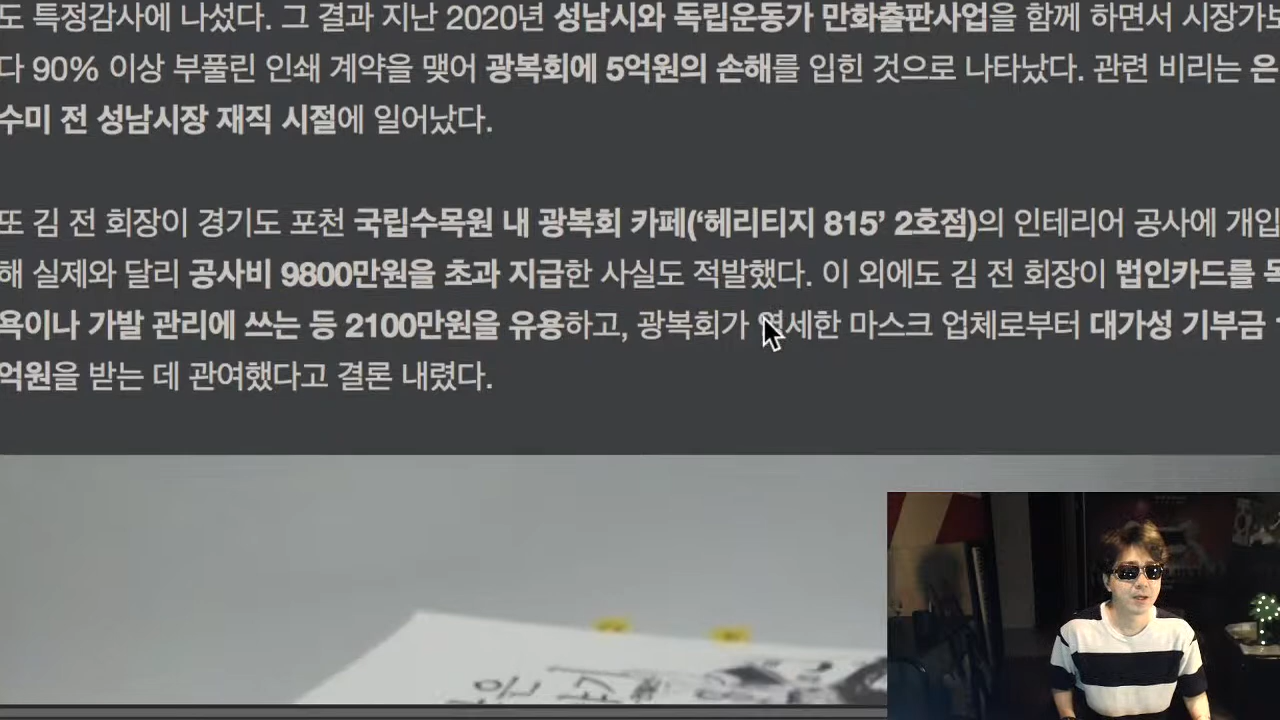 도 특정감사에 나섰다. 그 결과 지난 2020년 성남시와 독립운동가 만화출판사업을 함께 하면서 시장가보
다 90% 이상 부풀린 인쇄 계약을 맺어 광복회에 5억원의 손해를 입힌 것으로 나타났다. 관련 비리는 은
수미 전 성남시장 재직 시절에 일어났다.
또 김 전 회장이 경기도 포천 국립수목원 내 광복회 카페(‘헤리티지 815’ 2호점)의 인테리어 공사에 개입
해 실제와 달리 공사비 9800만원을 초과 지급한 사실도 적발했다. 이 외에도 김 전 회장이 법인카드를 목
욕이나 가발 관리에 쓰는 등 2100만원을 유용하고, 광복회가 영세한 마스크 업체로부터 대가성 기부금
억원을 받는 데 관여했다고 결론 내렸다.